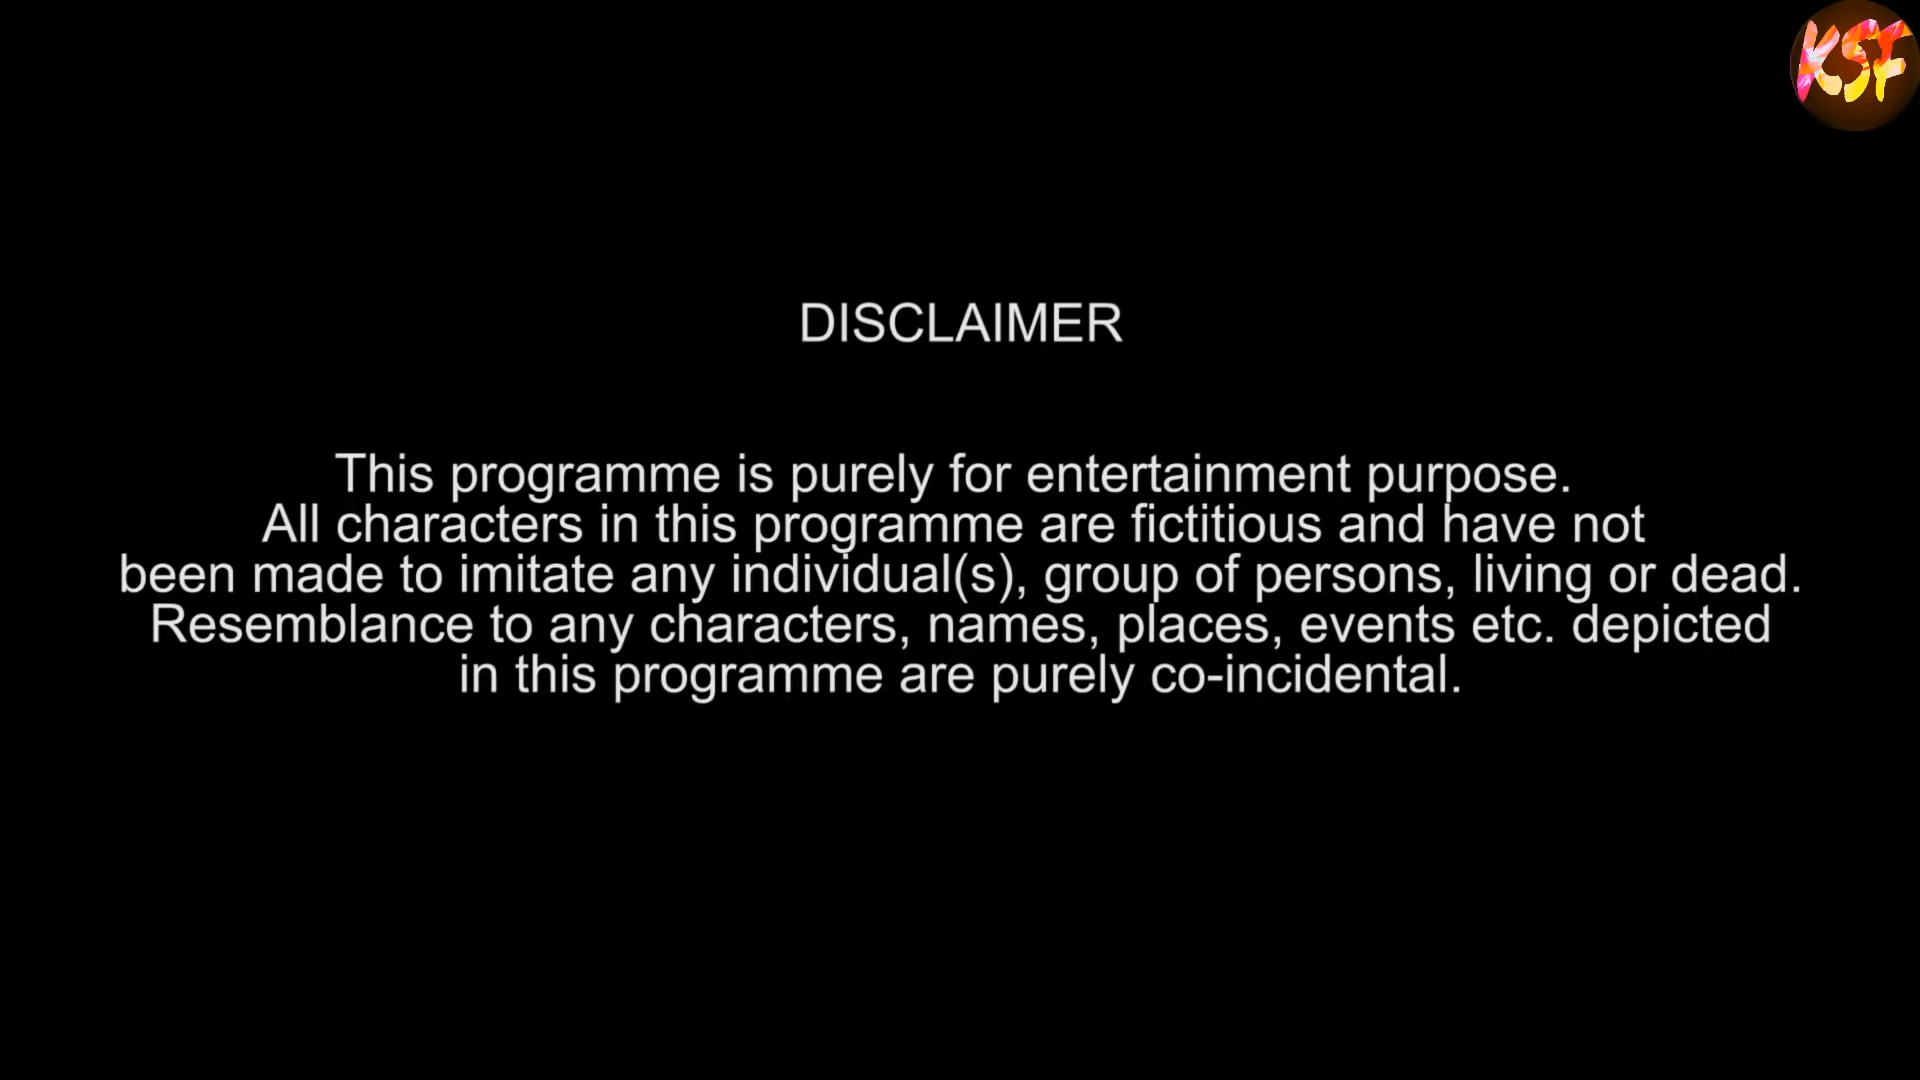 KSF
DISCLAIMER
This programme is purely for entertainment purpose.
All characters in this programme are fictitious and have not
been made to imitate any individual(s), group of persons, living or dead.
Resemblance to any characters, names, places, events etc. depicted
in this programme are purely co-incidental.